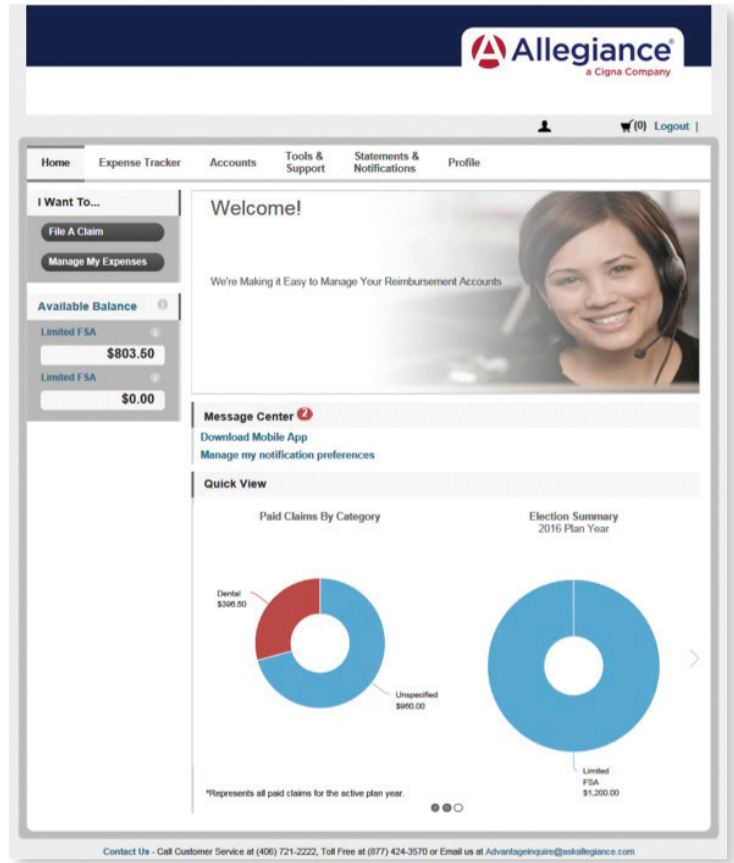 Allegiance®
a Cigna Company
(0) Logout |
Home Expense Tracker Accounts Tools & Support Statements & Notifications Profile
I Want To...
File A Claim
Manage My Expenses
Available Balance
Limited FSA
$803.50
Limited FSA
$0.00
Welcome!
We're Making it Easy to Manage Your Reimbursement Accounts
Message Center 2
Download Mobile App
Manage my notification preferences
Quick View
Paid Claims By Category
Dental
$396.50
Unspecified
$960.00
*Represents all paid claims for the active plan year.
Election Summary
2016 Plan Year
Limited
FSA
$1,200.00
Contact Us - Call Customer Service at (406) 721-2222, Toll Free at (877) 424-3570 or Email us at Advantageinquire@askallegiance.com